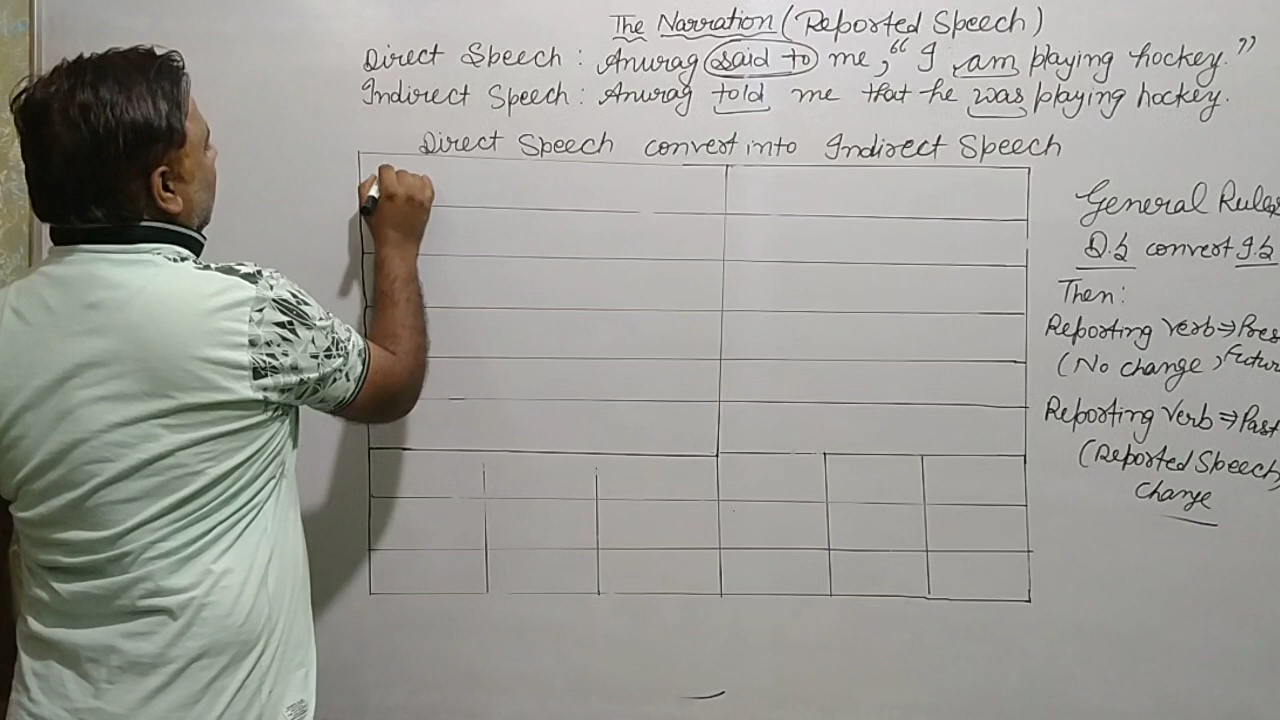 The Narration (Reported Speech)
Direct Speech: Anurag said to me, "I am playing hockey."
Indirect Speech: Anurag told me that he was playing hockey.
Direct Speech convert into Indirect Speech
General Rules
D.S convert I.S
Then:
Reporting Verb⇒Pres
(No change, Futur
Reporting Verb⇒Past
(Reported Speech)
Change